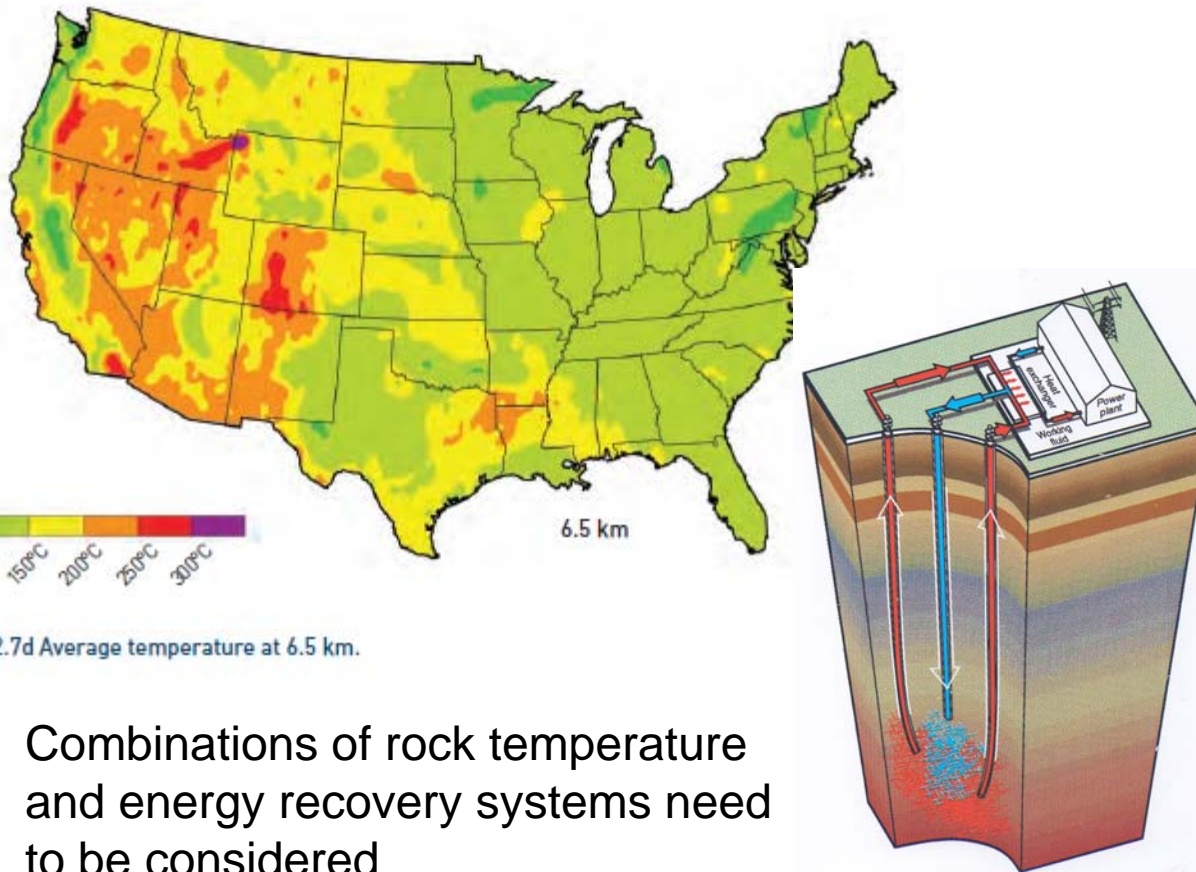 6.5 km
150°C 200°C 250°C 300°C
2.7d Average temperature at 6.5 km.
Heat
exchanger
Power
plant
Working
fluid
Combinations of rock temperature
and energy recovery systems need
to be considered